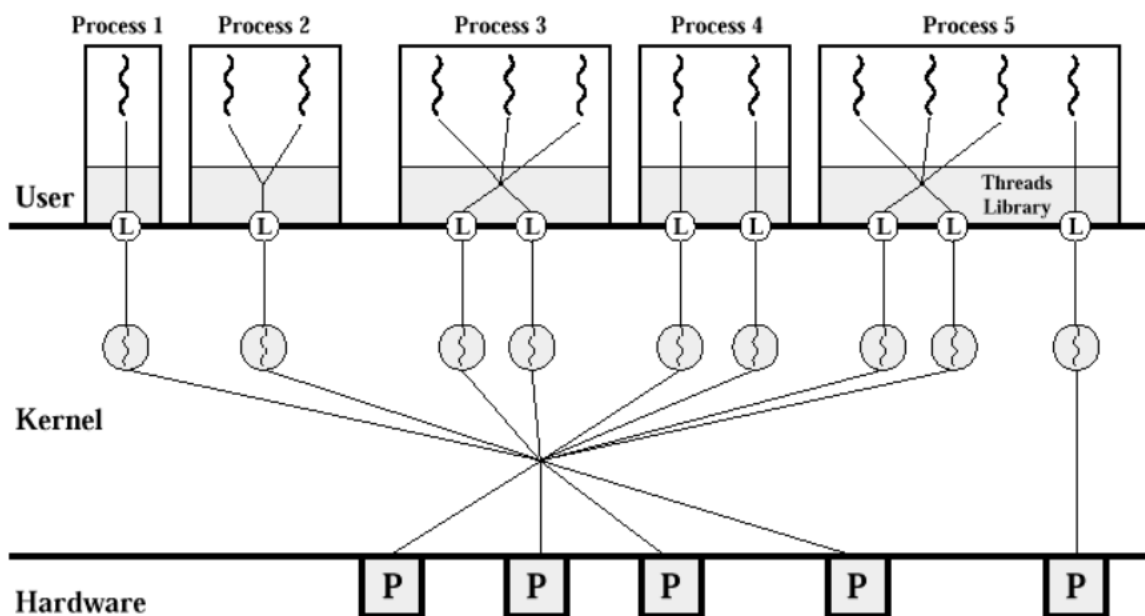 Process 1 Process 2 Process 3 Process 4 Process 5
Threads
User
Library
L L L L L L L L L
Kernel
P P P P P
Hardware